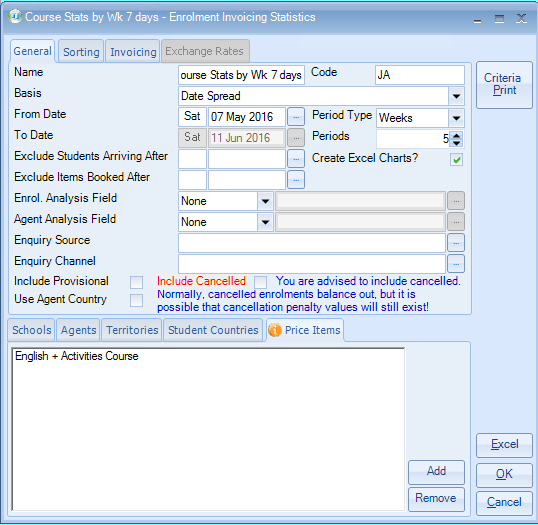 Course Stats by Wk 7 days - Enrolment Invoicing Statistics
General Sorting Invoicing Exchange Rates
Name ourse Stats by Wk 7 days Code JA
Criteria
Print
Basis Date Spread
From Date Sat 07 May 2016 ... Period Type Weeks
To Date Sat 11 Jun 2016 ... Periods 5
Exclude Students Arriving After ... Create Excel Charts?
Exclude Items Booked After ...
Enrol. Analysis Field None ...
Agent Analysis Field None ...
Enquiry Source ...
Enquiry Channel ...
Include Provisional Include Cancelled You are advised to include cancelled.
Use Agent Country Normally, cancelled enrolments balance out, but it is
possible that cancellation penalty values will still exist!
Schools Agents Territories Student Countries Price Items
English + Activities Course
Add
Remove
Excel
OK
Cancel